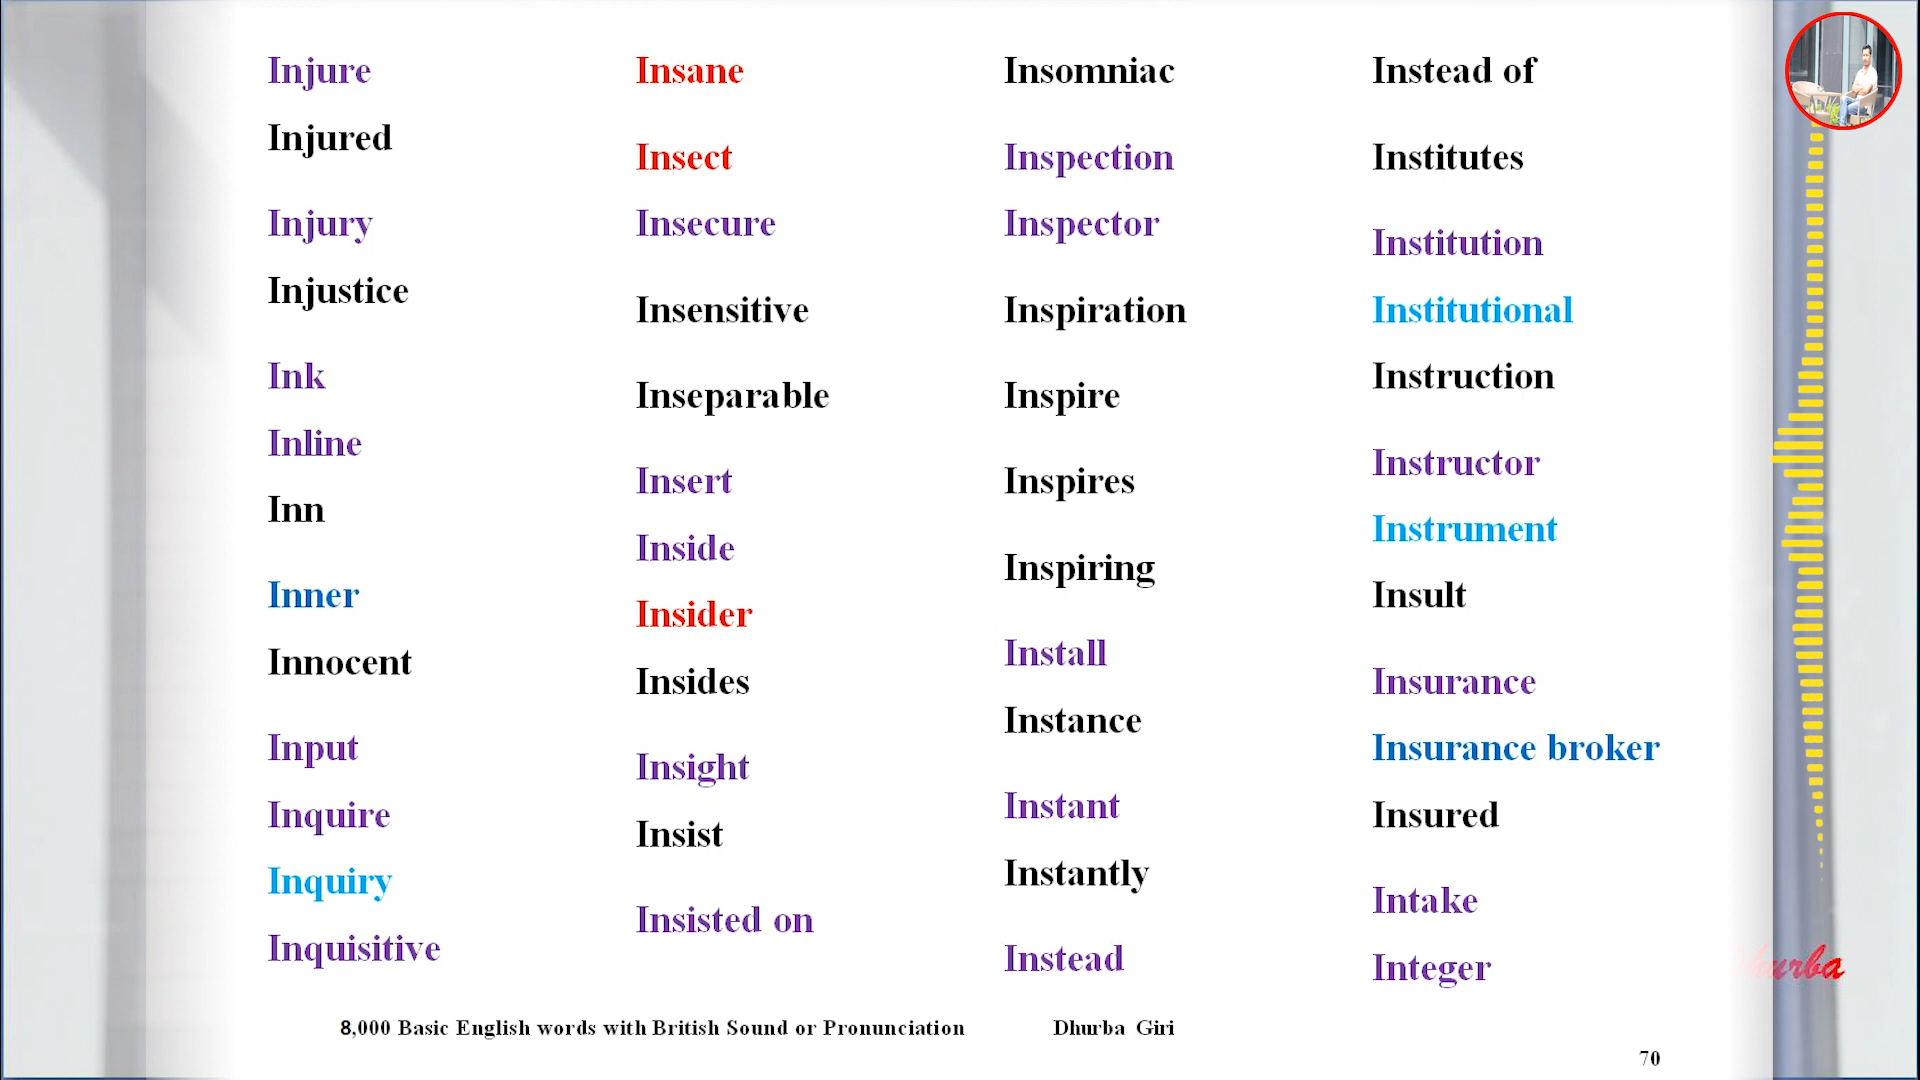 Injure
Injured
Injury
Injustice
Ink
Inline
Inn
Inner
Innocent
Input
Inquire
Inquiry
Inquisitive
Insane
Insect
Insecure
Insensitive
Inseparable
Insert
Inside
Insider
Insides
Insight
Insist
Insisted on
Insomniac
Inspection
Inspector
Inspiration
Inspire
Inspires
Inspiring
Install
Instance
Instant
Instantly
Instead
Instead of
Institutes
Institution
Institutional
Instruction
Instructor
Instrument
Insult
Insurance
Insurance broker
Insured
Intake
Integer
8,000 Basic English words with British Sound or Pronunciation Dhurba Giri
70